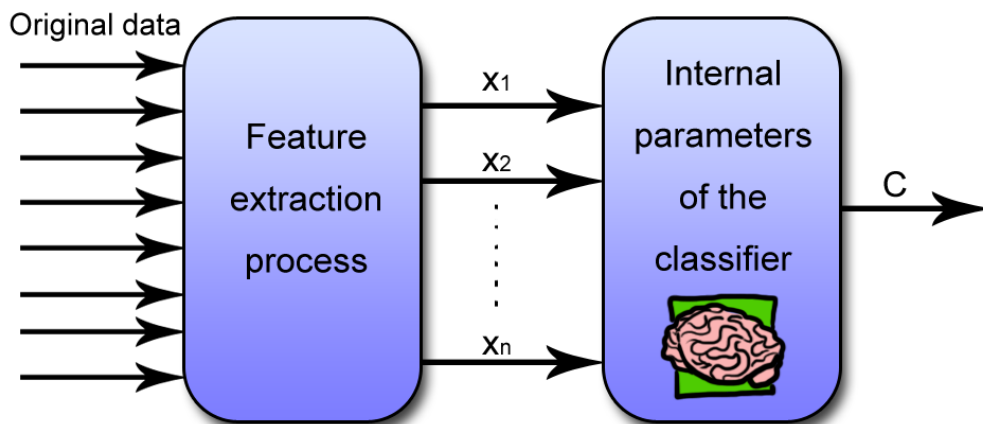 Original data
Feature
extraction
process
x1
x2
xn
Internal
parameters
of the
classifier
C